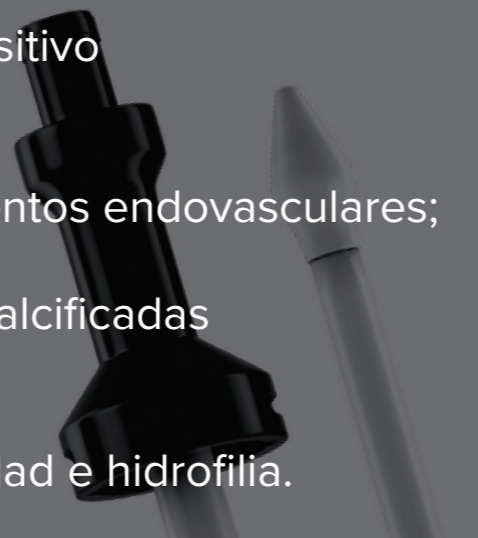 sitivo
ntos endovasculares;
alcificadas
dad e hidrofilia.